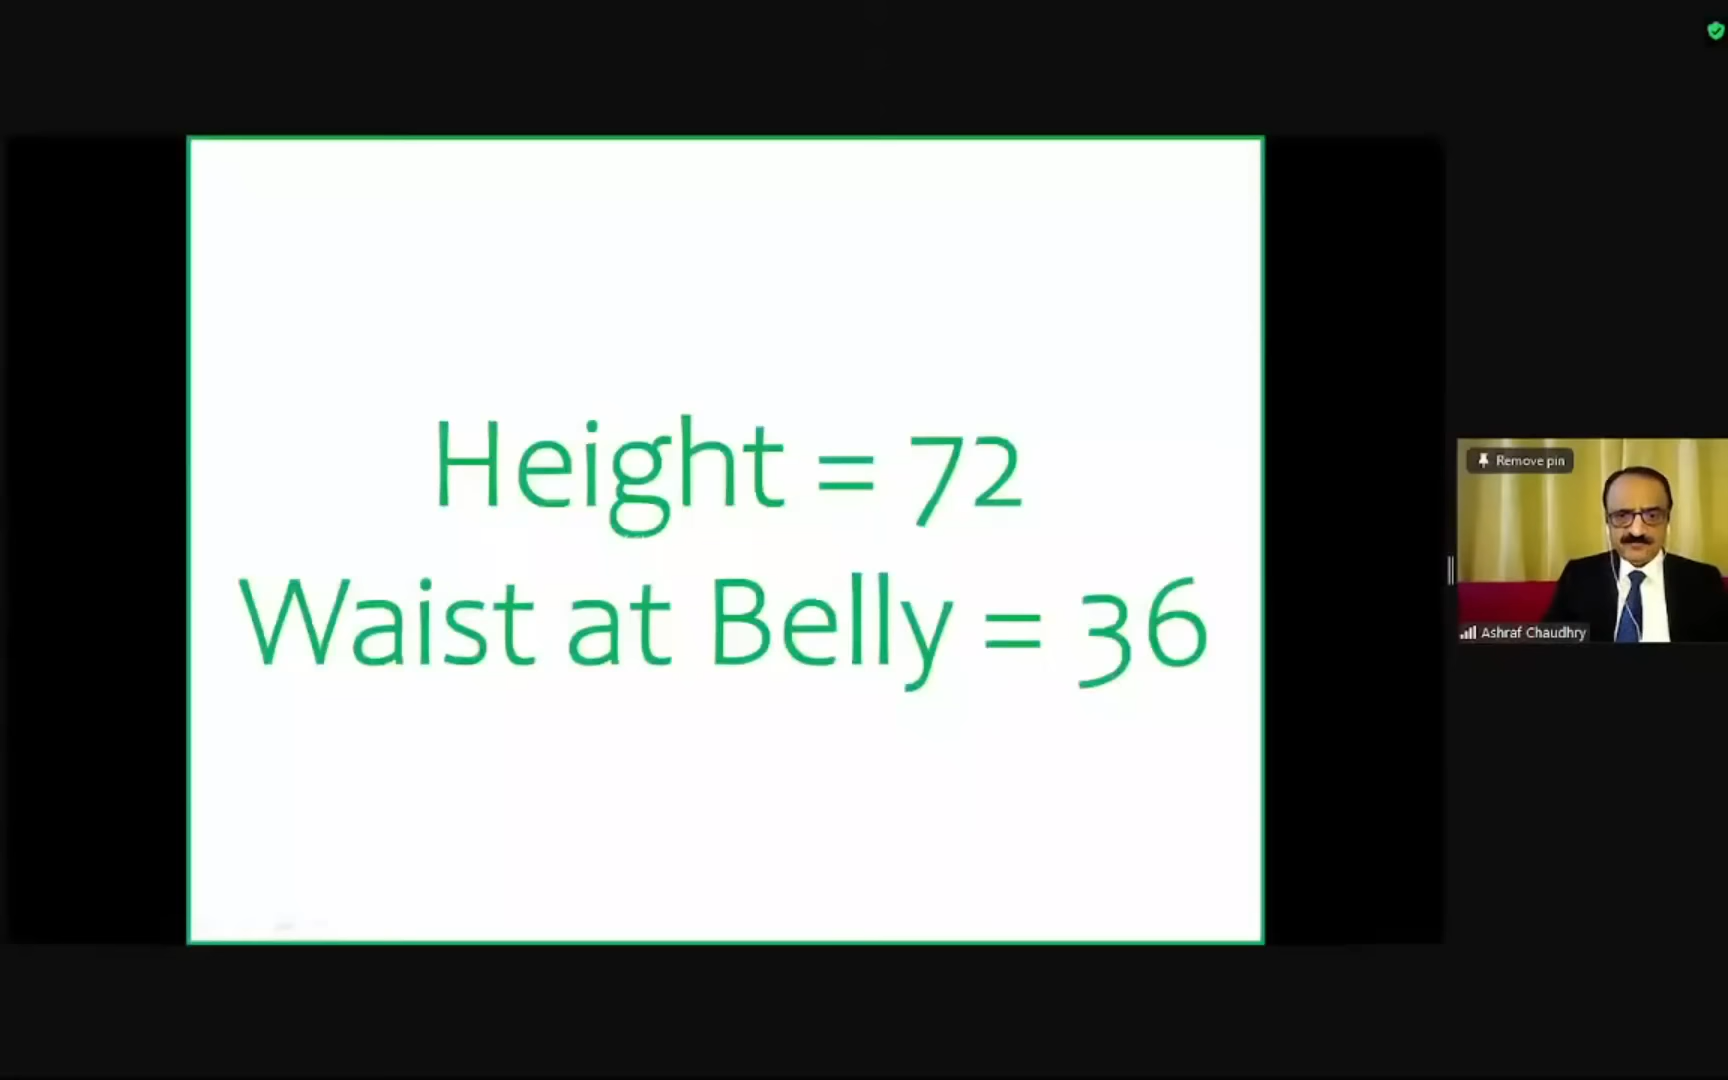 Height = 72
Waist at Belly = 36
Remove pin
Ashraf Chaudhry